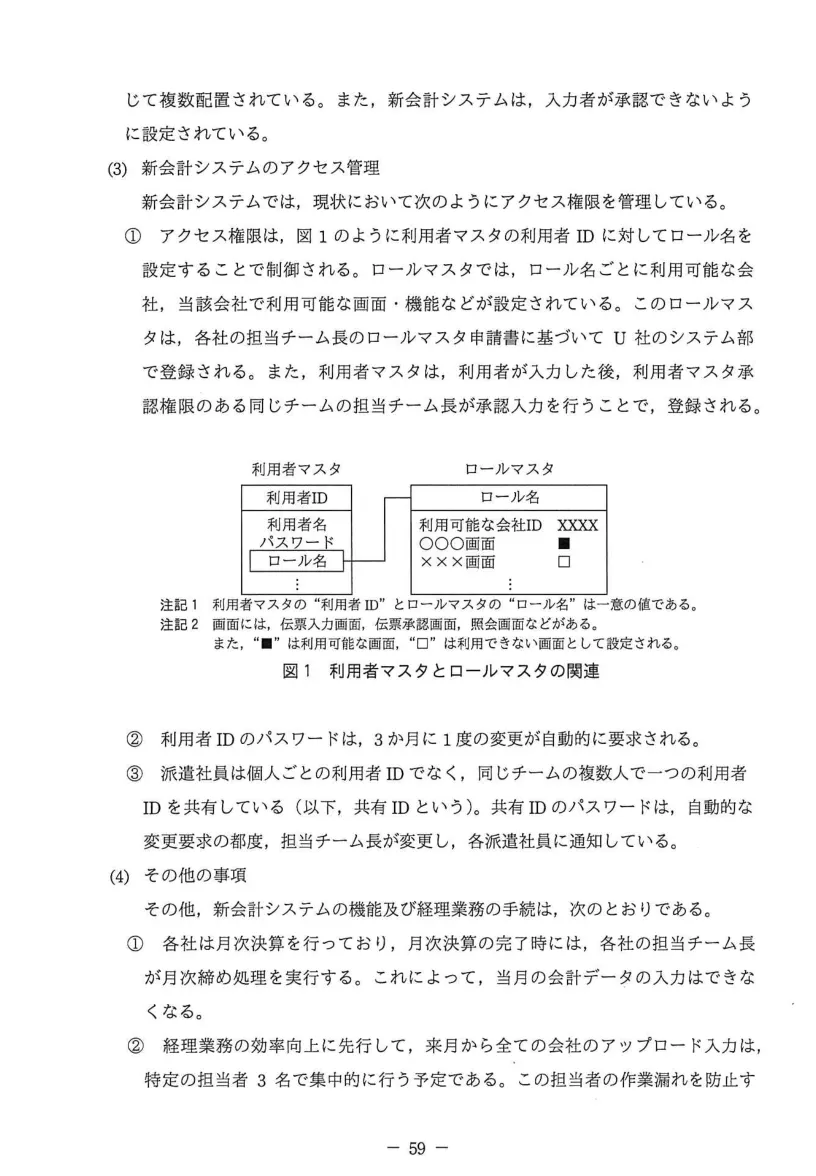 じて複数配置されている。また，新会計システムは，入力者が承認できないよう
に設定されている。
(3) 新会計システムのアクセス管理
新会計システムでは，現状において次のようにアクセス権限を管理している。
① アクセス権限は，図 1 のように利用者マスタの利用者 ID に対してロール名を
設定することで制御される。ロールマスタでは，ロール名ごとに利用可能な会
社，当該会社で利用可能な画面・機能などが設定されている。このロールマス
タは，各社の担当チーム長のロールマスタ申請書に基づいて U 社のシステム部
で登録される。また，利用者マスタは，利用者が入力した後，利用者マスタ承
認権限のある同じチームの担当チーム長が承認入力を行うことで，登録される。
利用者マスタ
利用者ID
利用者名
パスワード
ロール名
⋮
ロールマスタ
ロール名
利用可能な会社ID XXXX
○○○画面 ■
×××画面 □
⋮
注記 1 利用者マスタの“利用者 ID”とロールマスタの“ロール名”は一意の値である。
注記 2 画面には，伝票入力画面，伝票承認画面，照会画面などがある。
また，“■”は利用可能な画面，“□”は利用できない画面として設定される。
図 1 利用者マスタとロールマスタの関連
② 利用者 ID のパスワードは，3 か月に 1 度の変更が自動的に要求される。
③ 派遣社員は個人ごとの利用者 ID でなく，同じチームの複数人で一つの利用者
ID を共有している（以下，共有 ID という）。共有 ID のパスワードは，自動的な
変更要求の都度，担当チーム長が変更し，各派遣社員に通知している。
(4) その他の事項
その他，新会計システムの機能及び経理業務の手続は，次のとおりである。
① 各社は月次決算を行っており，月次決算の完了時には，各社の担当チーム長
が月次締め処理を実行する。これによって，当月の会計データの入力はできな
くなる。
② 経理業務の効率向上に先行して，来月から全ての会社のアップロード入力は，
特定の担当者 3 名で集中的に行う予定である。この担当者の作業漏れを防止す
－ 59 －